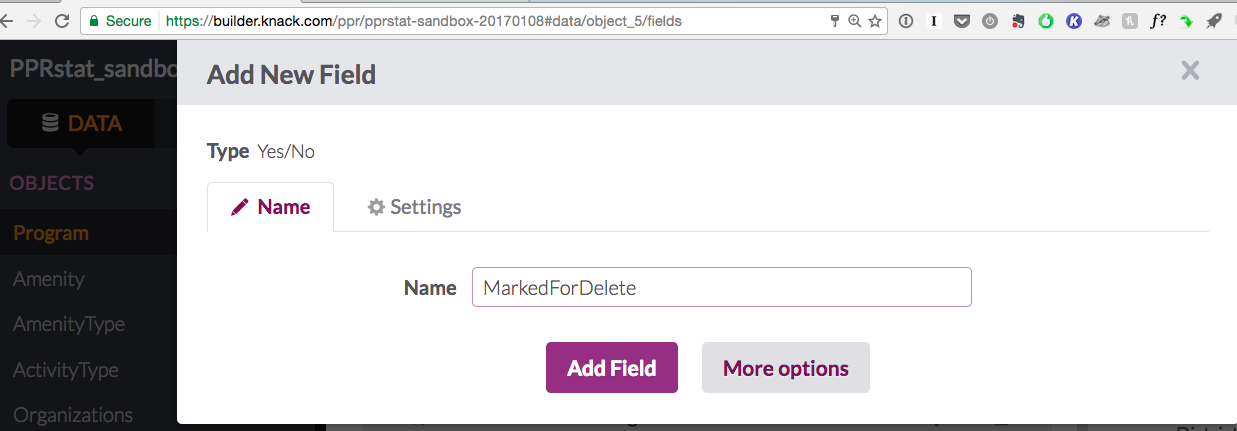 Secure https://builder.knack.com/ppr/pprstat-sandbox-20170108#data/object_5/fields
PPRstat_sandbo
Add New Field
DATA
Type Yes/No
OBJECTS
Name Settings
Program
Amenity
Name MarkedForDelete
AmenityType
ActivityType
Add Field More options
Organizations